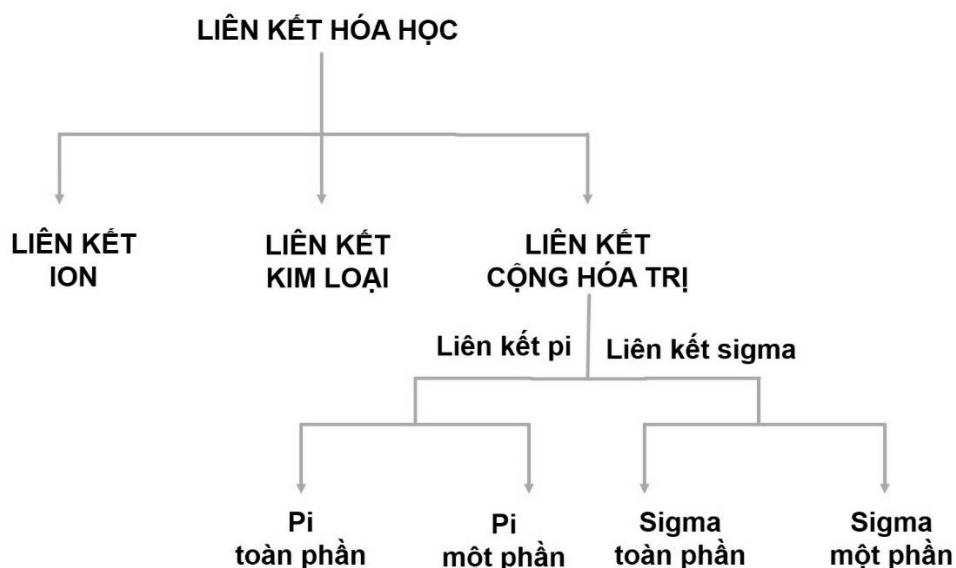 LIÊN KẾT HÓA HỌC
LIÊN KẾT
ION
LIÊN KẾT
KIM LOẠI
LIÊN KẾT
CỘNG HÓA TRỊ
Liên kết pi
Liên kết sigma
Pi
toàn phần
Pi
môt phần
Sigma
toàn phần
Sigma
một phần